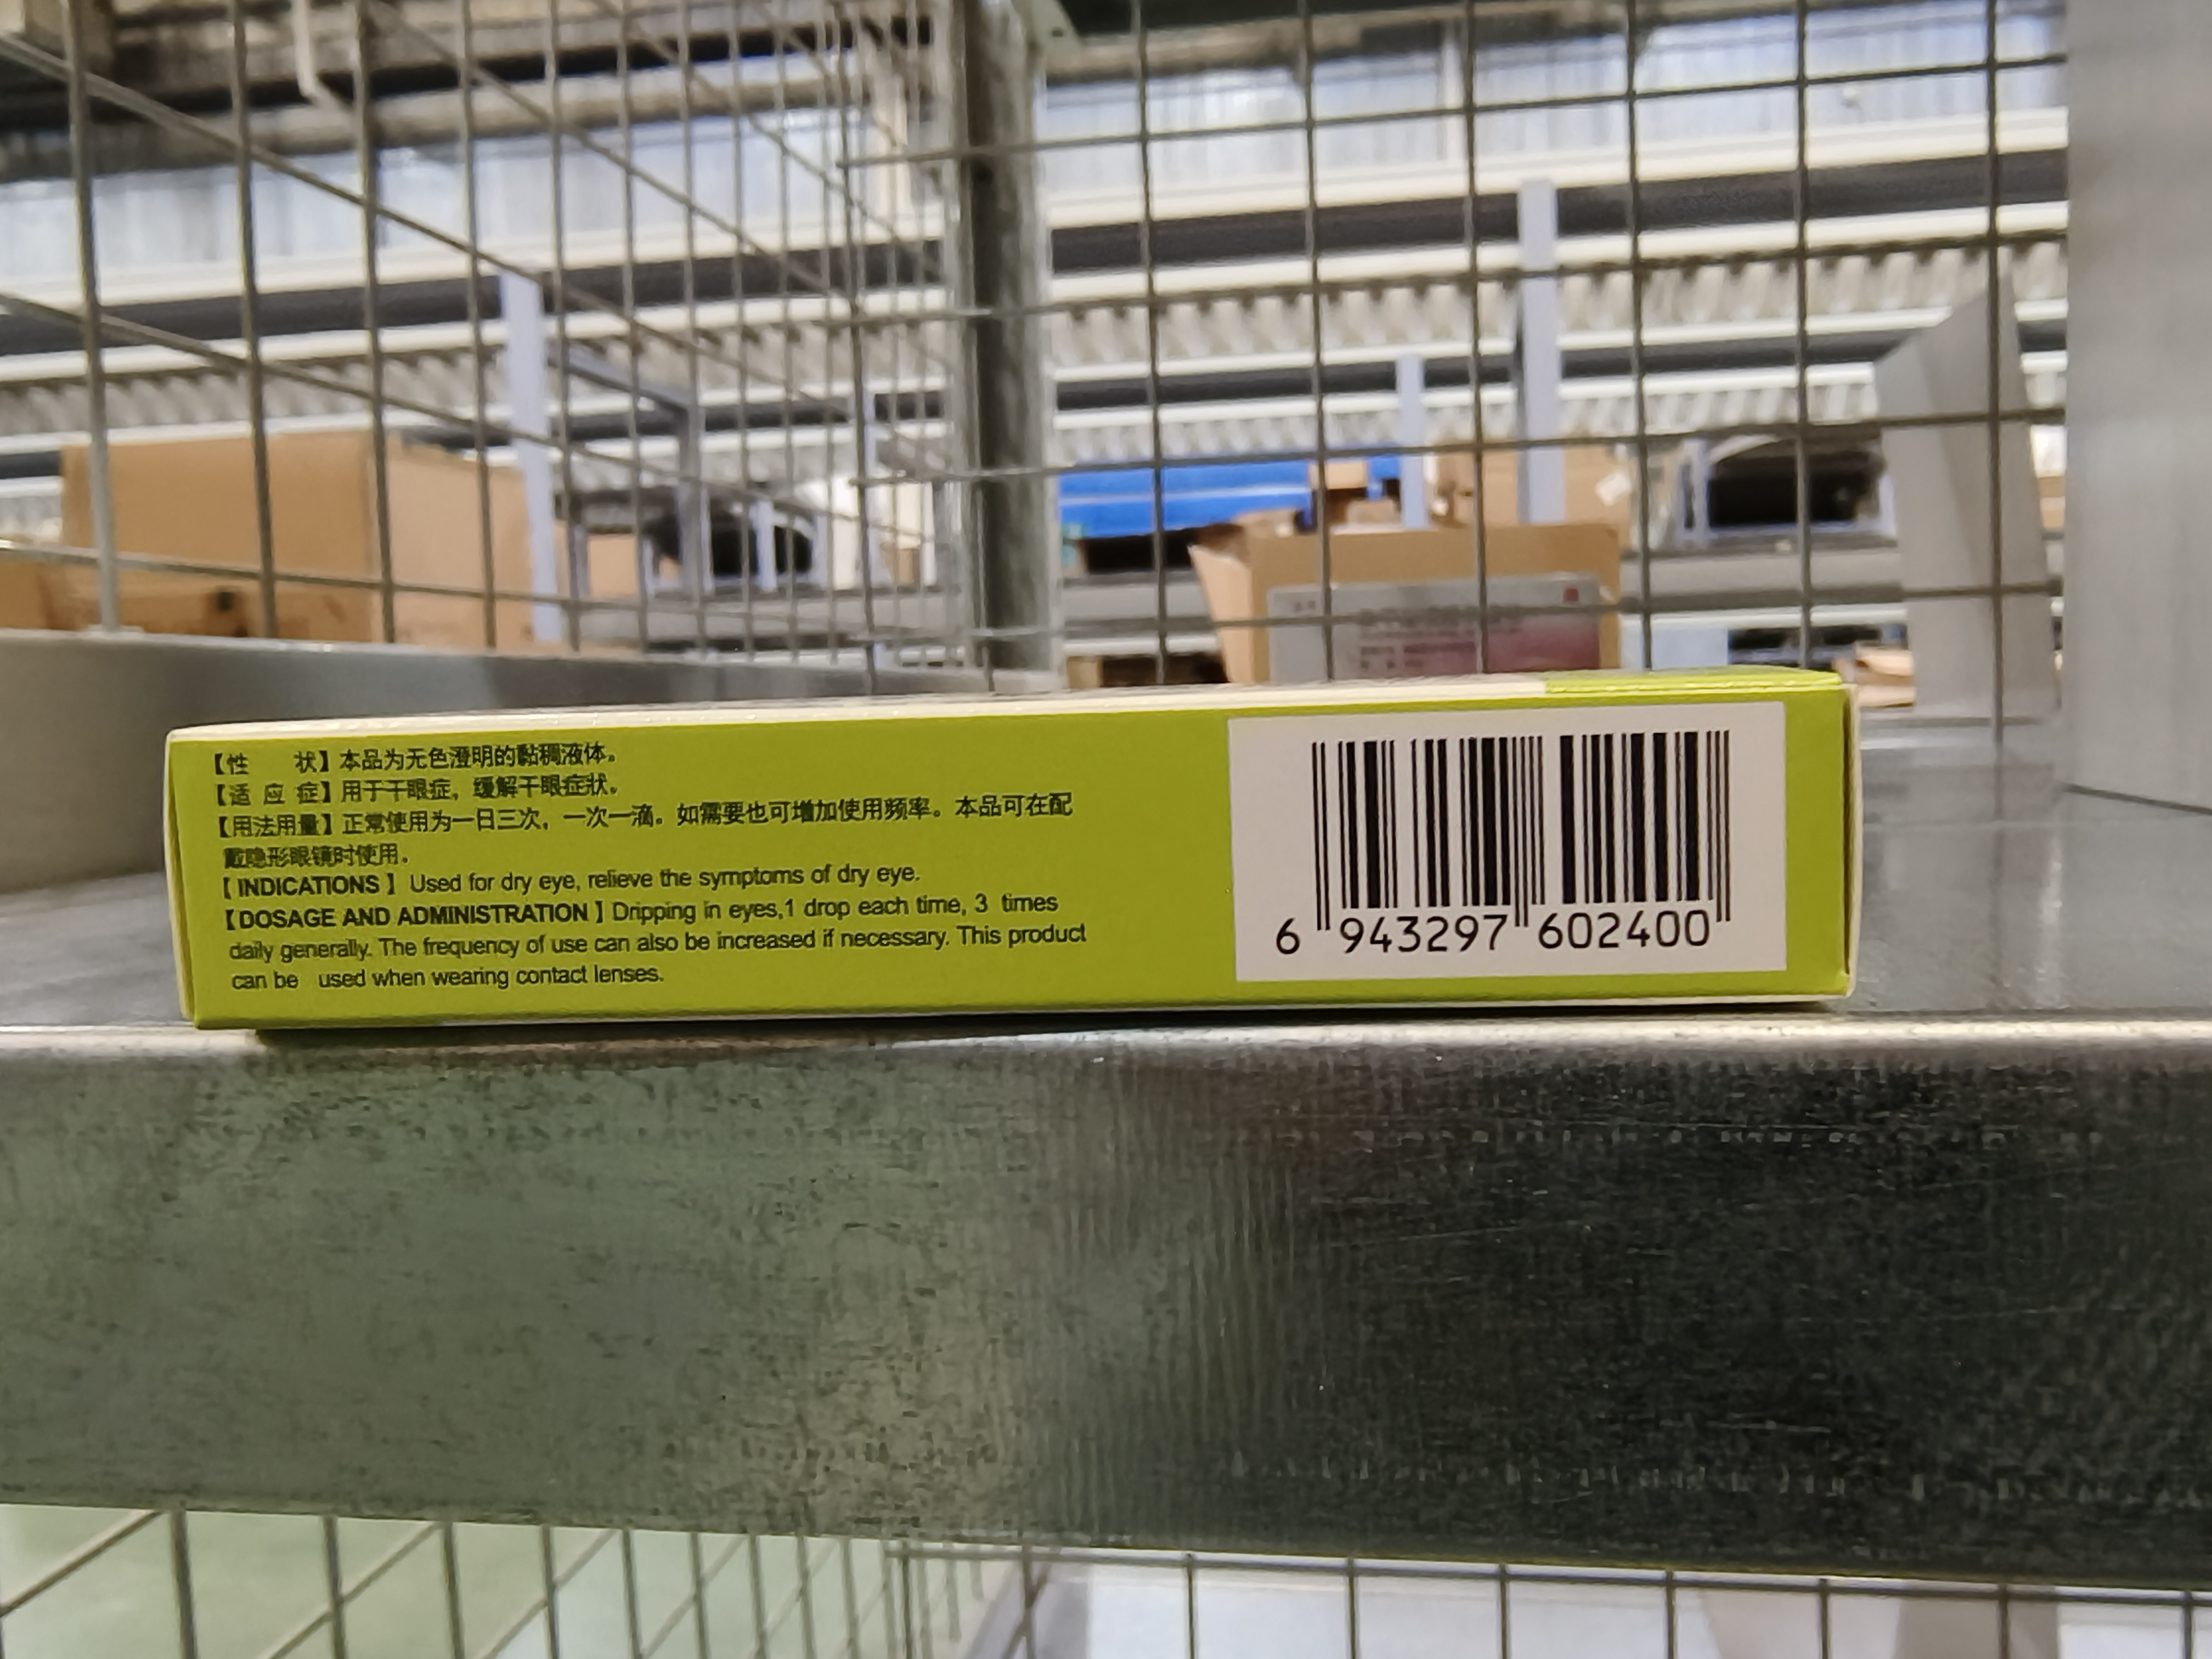 【性 状】本品为无色澄明的黏稠液体。
【适 应 症】用于干眼症，缓解干眼症状。
【用法用量】正常使用为一日三次，一次一滴。如需要也可增加使用频率。本品可在配
戴隐形眼镜时使用。
【INDICATIONS】Used for dry eye, relieve the symptoms of dry eye.
【DOSAGE AND ADMINISTRATION】Dripping in eyes,1 drop each time, 3 times
daily generally. The frequency of use can also be increased if necessary. This product
can be used when wearing contact lenses.
6 943297 602400